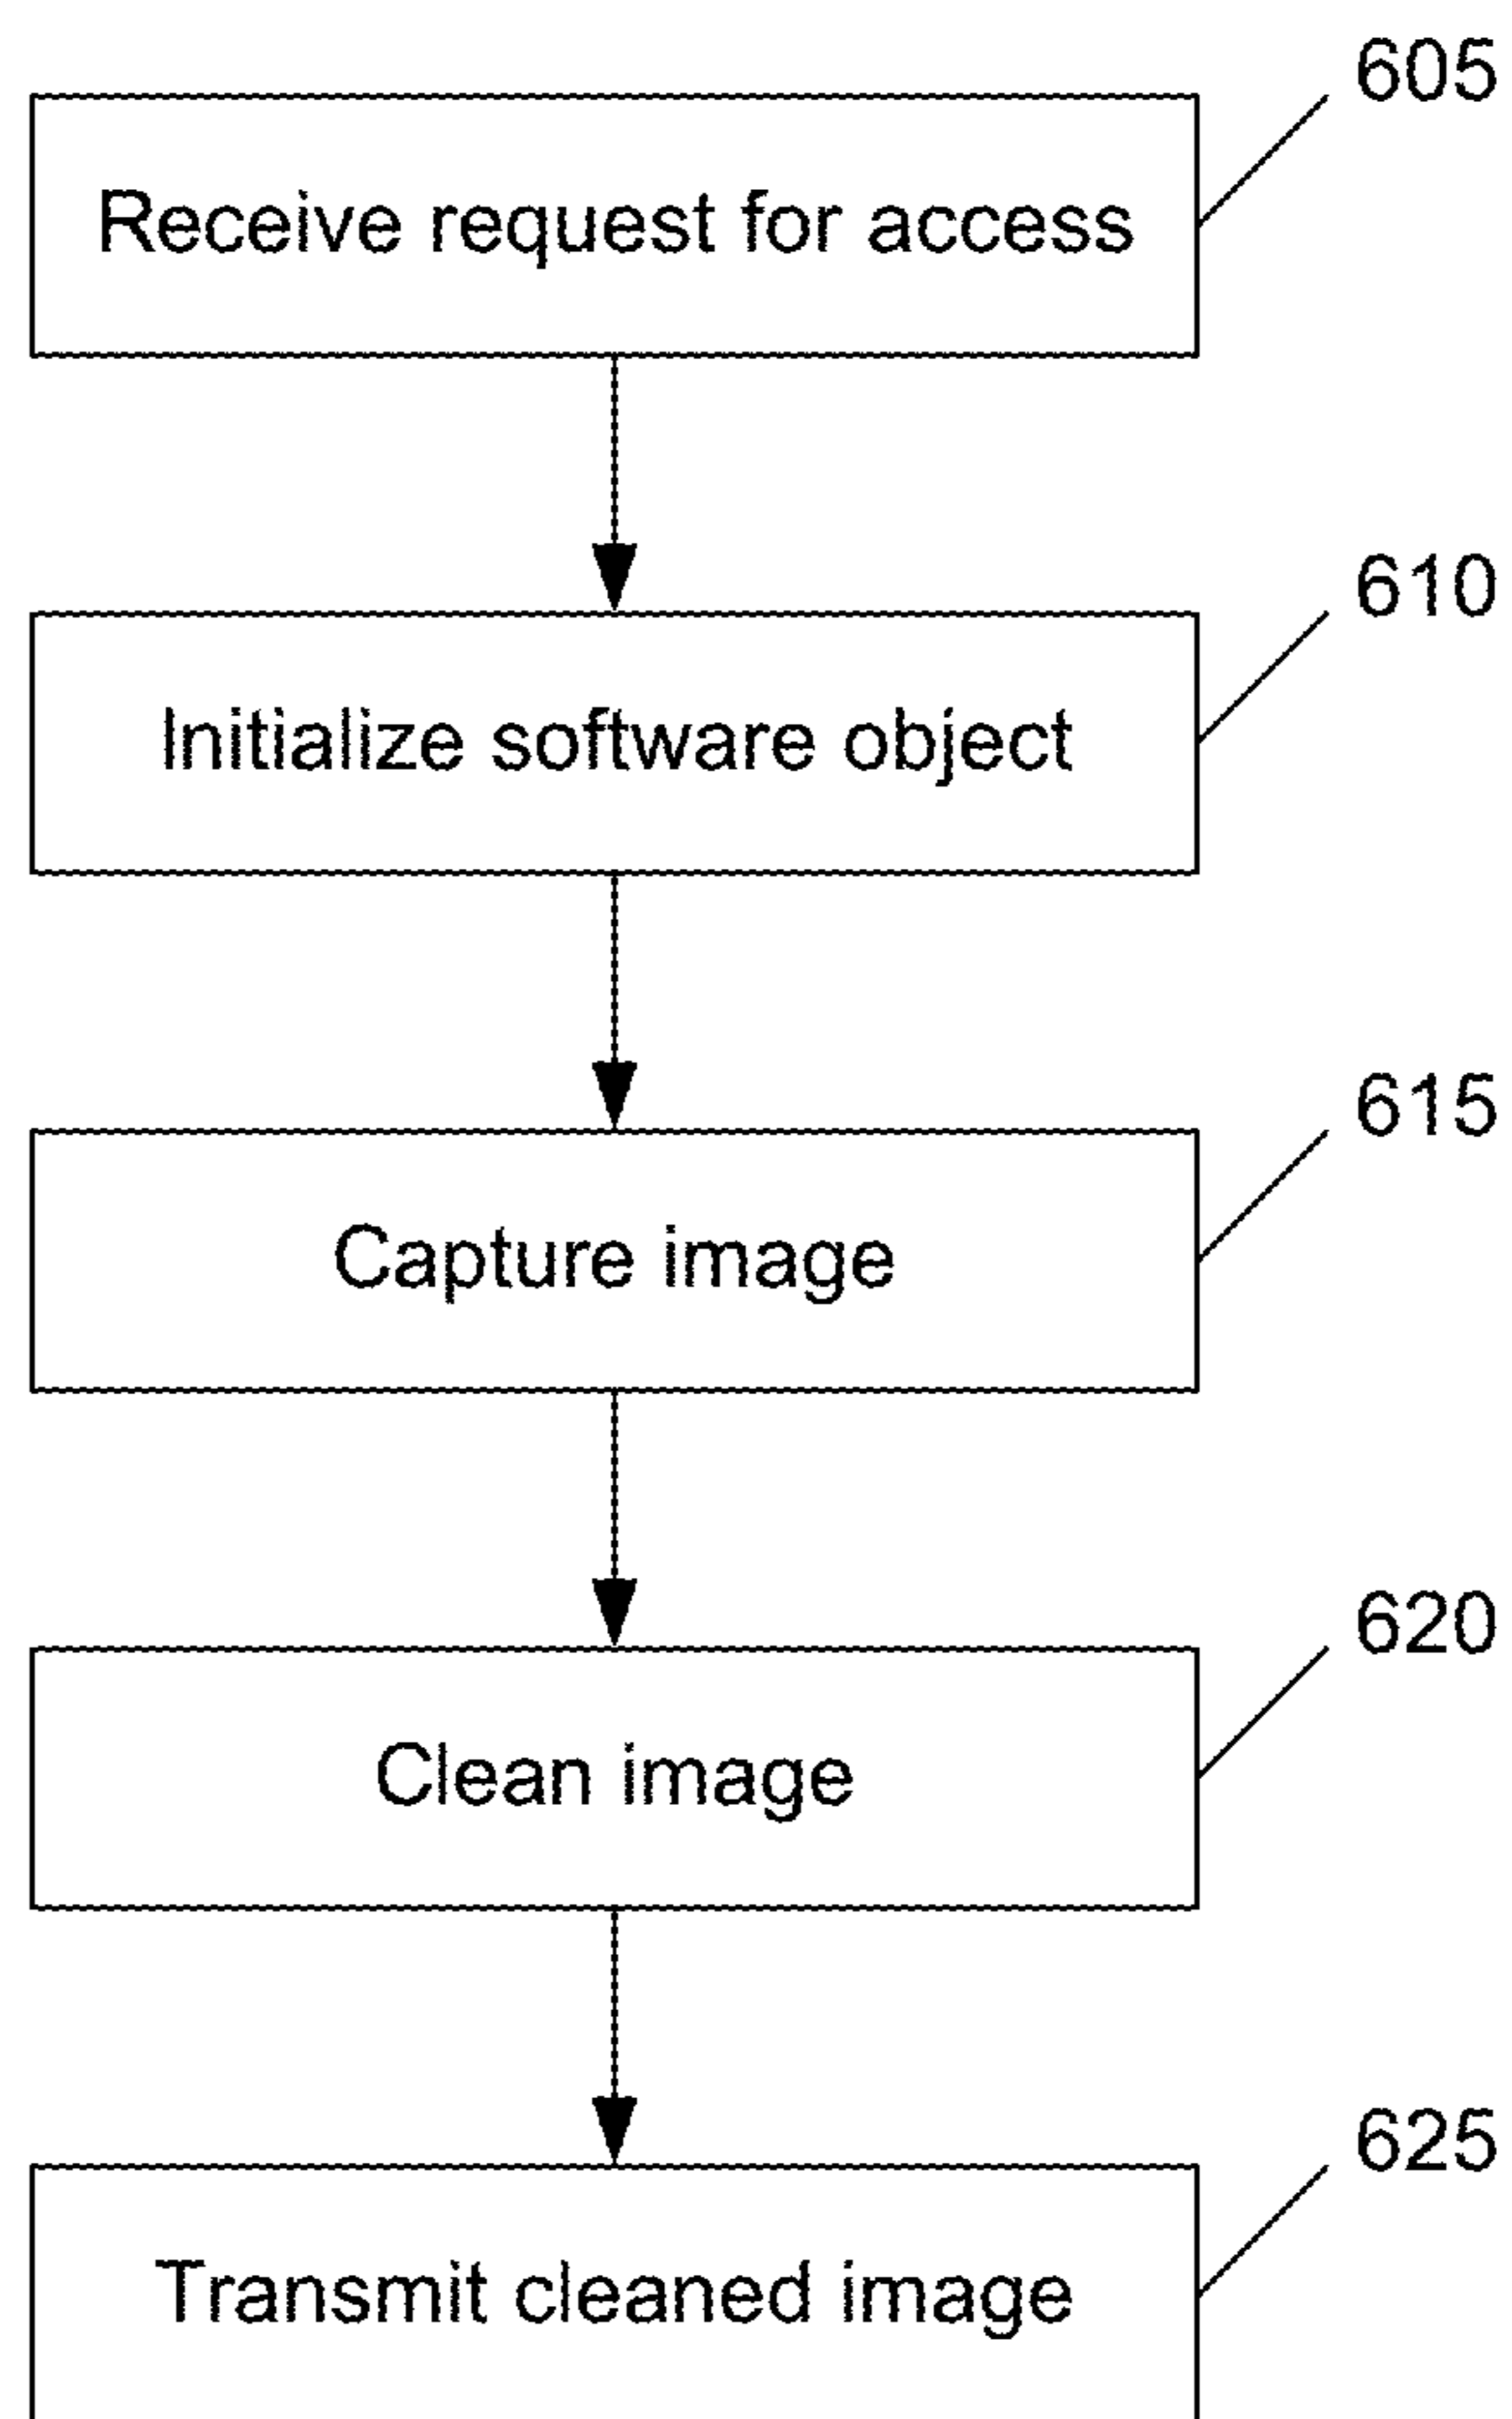 605
Receive request for access
610
Initialize software object
615
Capture image
620
Clean image
625
Transmit cleaned image